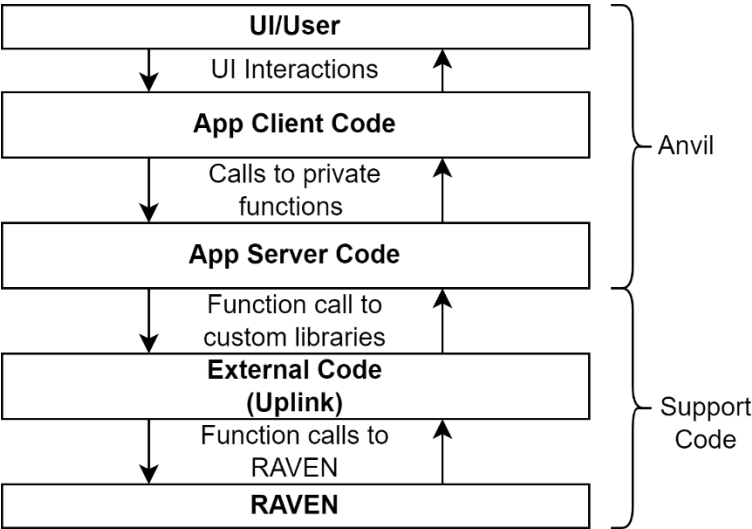 UI/User
UI Interactions
App Client Code
Anvil
Calls to private
functions
App Server Code
Function call to
custom libraries
External Code
(Uplink)
Support
Code
Function calls to
RAVEN
RAVEN